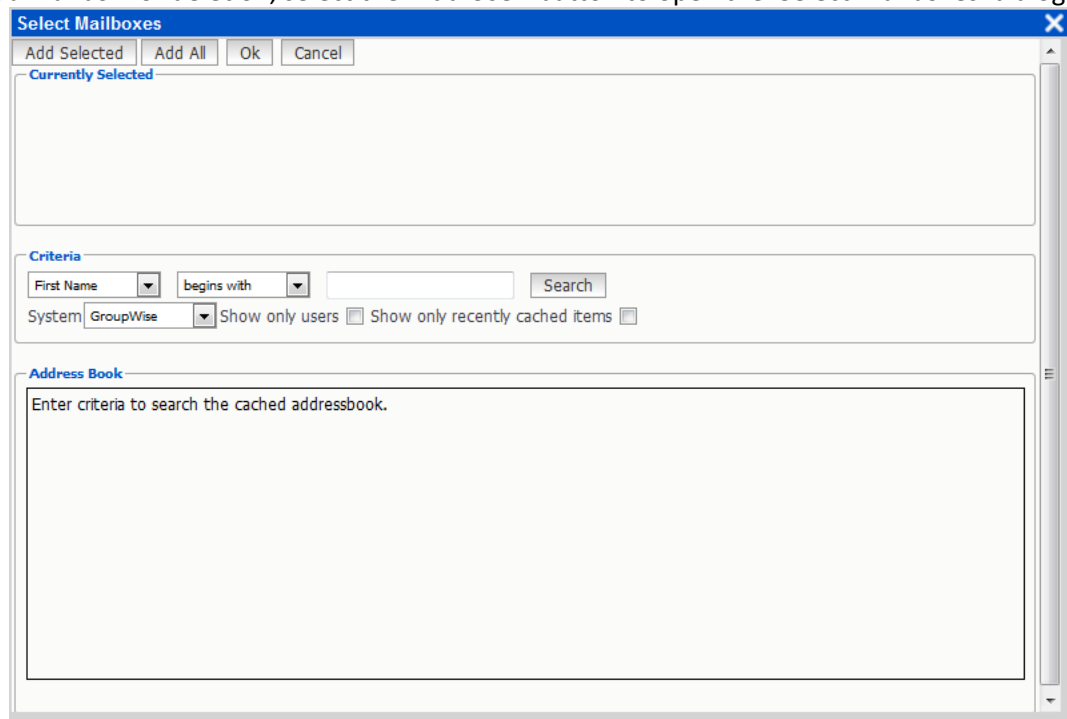 Select Mailboxes
Add Selected Add All Ok Cancel
Currently Selected
Criteria
First Name begins with Search
System GroupWise Show only users Show only recently cached items
Address Book
Enter criteria to search the cached addressbook.